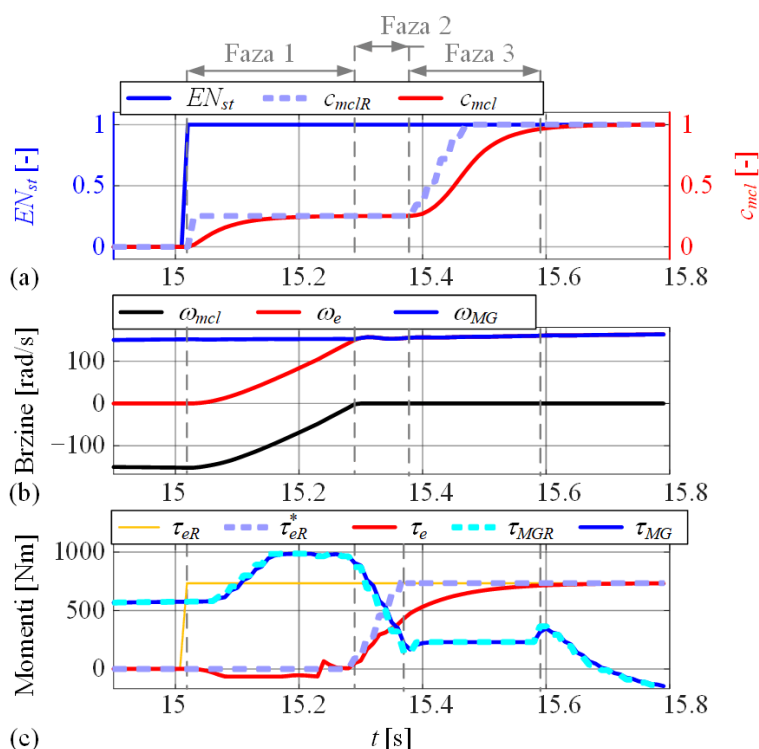 Faza 2
Faza 1 Faza 3
EN_st c_mclR c_mcl
1 1
0.5 0.5
0 0
EN_st [-] c_mcl [-]
15 15.2 15.4 15.6 15.8
(a)
ω_mcl ω_e ω_MG
100
0
−100
Brzine [rad/s]
15 15.2 15.4 15.6 15.8
(b)
τ_eR τ*_eR τ_e τ_MGR τ_MG
1000
500
0
Momenti [Nm]
15 15.2 15.4 15.6 15.8
(c) t [s]